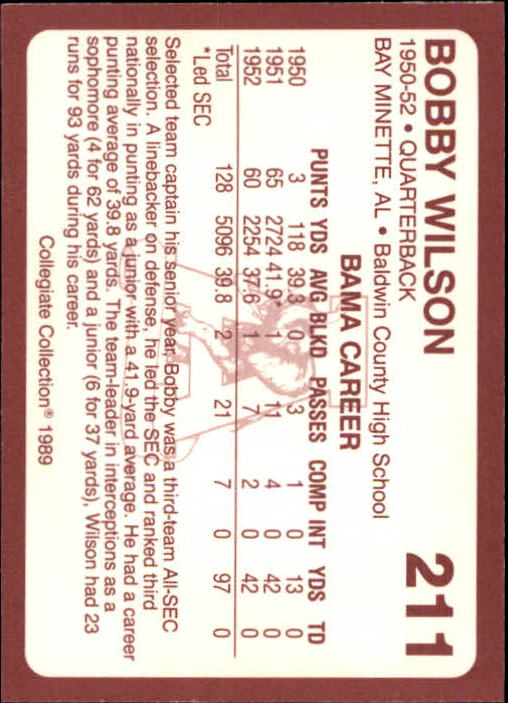 BOBBY WILSON 211
1950-52 • QUARTERBACK
BAY MINETTE, AL • Baldwin County High School
BAMA CAREER
PUNTS YDS AVG BLKD PASSES COMP INT YDS TD
1950 3 118 39.3 0 3 1 0 13 0
1951 65 2724 41.9* 1 11 4 0 42 0
1952 60 2254 37.6 1 7 2 0 42 0
Total 128 5096 39.8 2 21 7 0 97 0
*Led SEC
Selected team captain his senior year, Bobby was a third-team All-SEC
selection. A linebacker on defense, he led the SEC and ranked third
nationally in punting as a junior with a 41.9-yard average. He had a career
punting average of 39.8 yards. The team-leader in interceptions as a
sophomore (4 for 62 yards) and a junior (6 for 37 yards), Wilson had 23
runs for 93 yards during his career.
Collegiate Collection® 1989